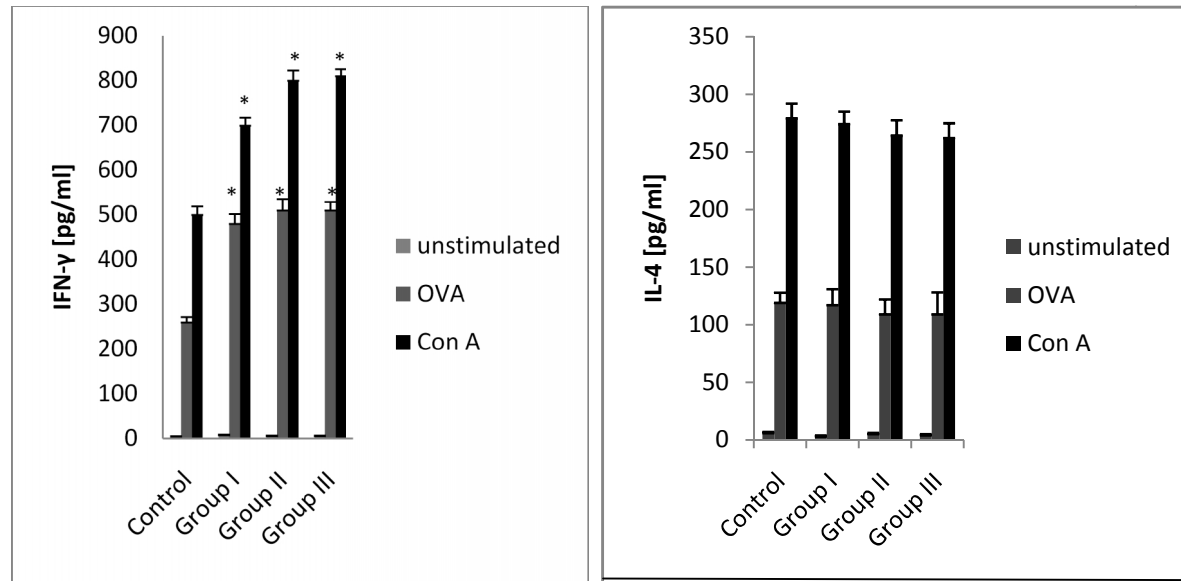 IFN-γ [pg/ml]
900
800
700
600
500
400
300
200
100
0
* * * * * *
Control
Group I
Group II
Group III
unstimulated
OVA
Con A
IL-4 [pg/ml]
350
300
250
200
150
100
50
0
Control
Group I
Group II
Group III
unstimulated
OVA
Con A